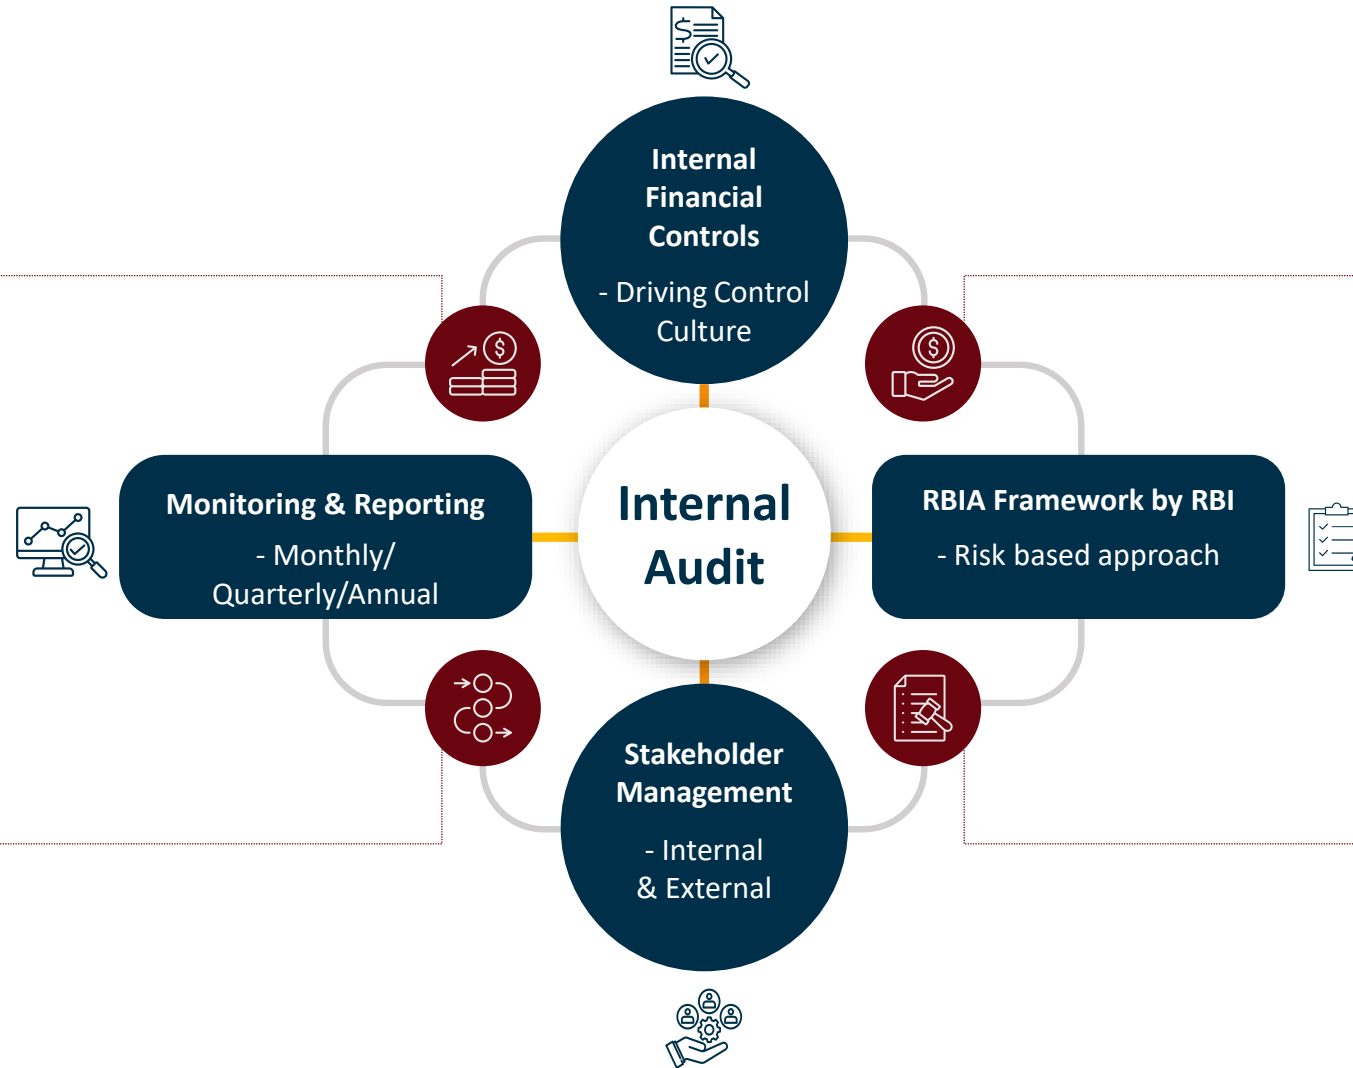 Internal
Financial
Controls
- Driving Control
Culture
Monitoring & Reporting
- Monthly/
Quarterly/Annual
Internal
Audit
RBIA Framework by RBI
- Risk based approach
Stakeholder
Management
- Internal
& External